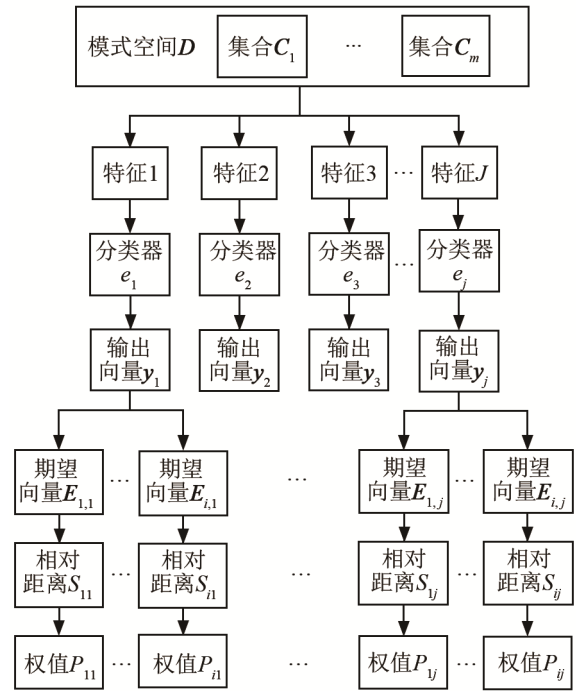 模式空间D 集合C₁ … 集合Cₘ
特征1 特征2 特征3 … 特征J
分类器 分类器 分类器 … 分类器
e₁ e₂ e₃ eⱼ
输出 输出 输出 输出
向量y₁ 向量y₂ 向量y₃ 向量yⱼ
期望 … 期望 … 期望 … 期望
向量E₁,₁ 向量Eᵢ,₁ 向量E₁,ⱼ 向量Eᵢ,ⱼ
相对 … 相对 … 相对 … 相对
距离S₁₁ 距离Sᵢ₁ 距离S₁ⱼ 距离Sᵢⱼ
权值P₁₁ … 权值Pᵢ₁ … 权值P₁ⱼ … 权值Pᵢⱼ